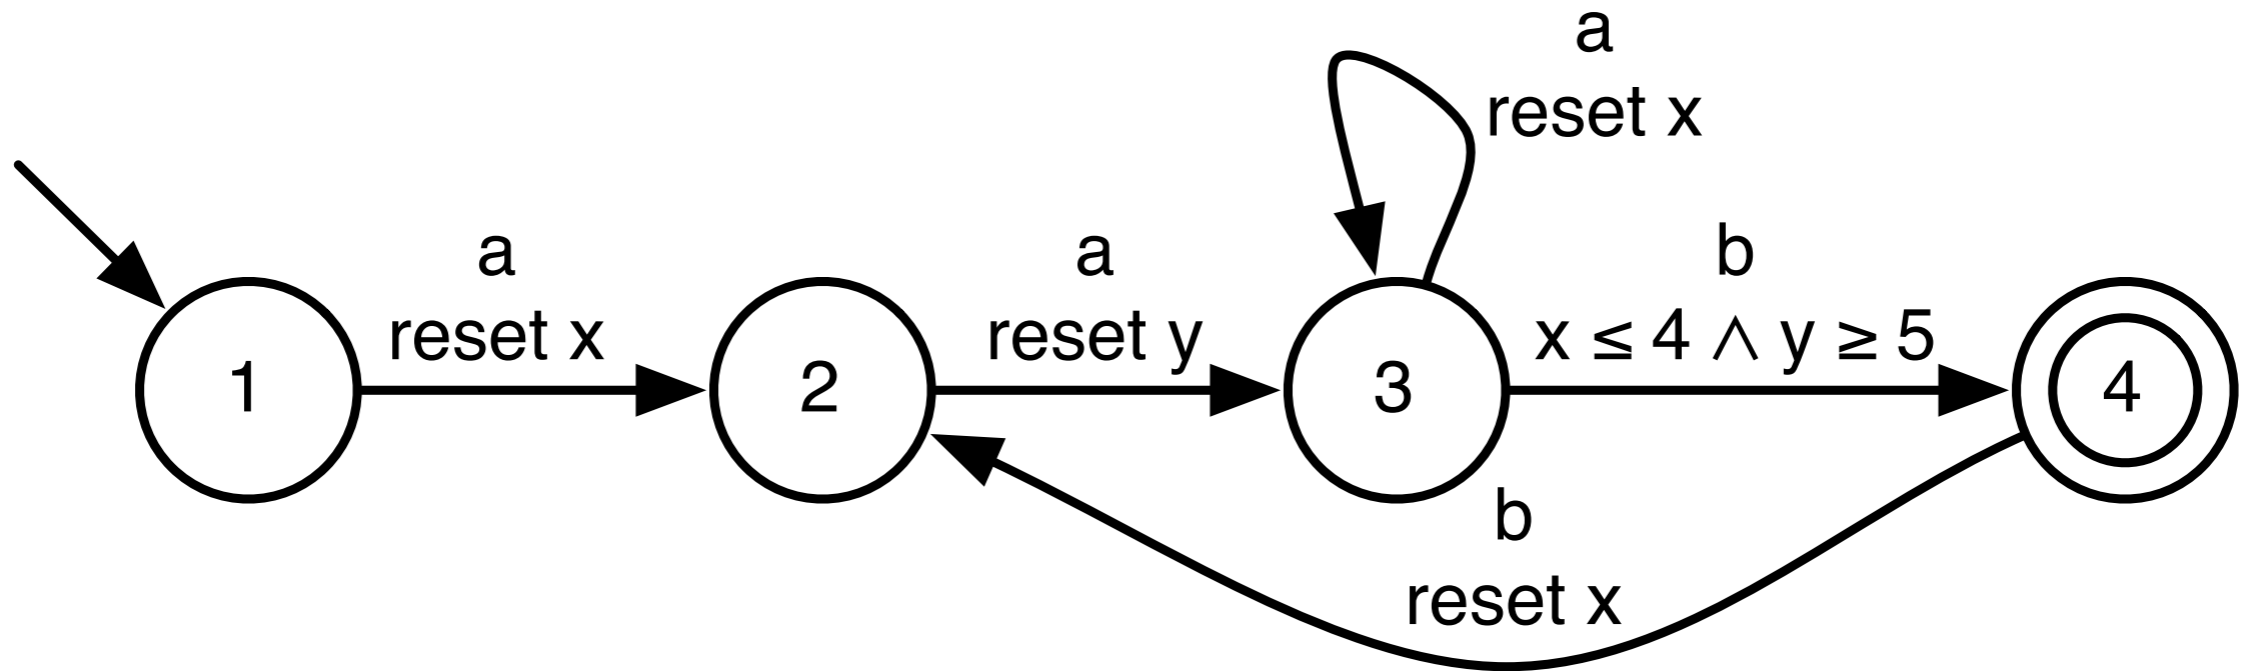 a
reset x
a
reset x
a
reset y
b
x ≤ 4 ∧ y ≥ 5
1
2
3
4
b
reset x